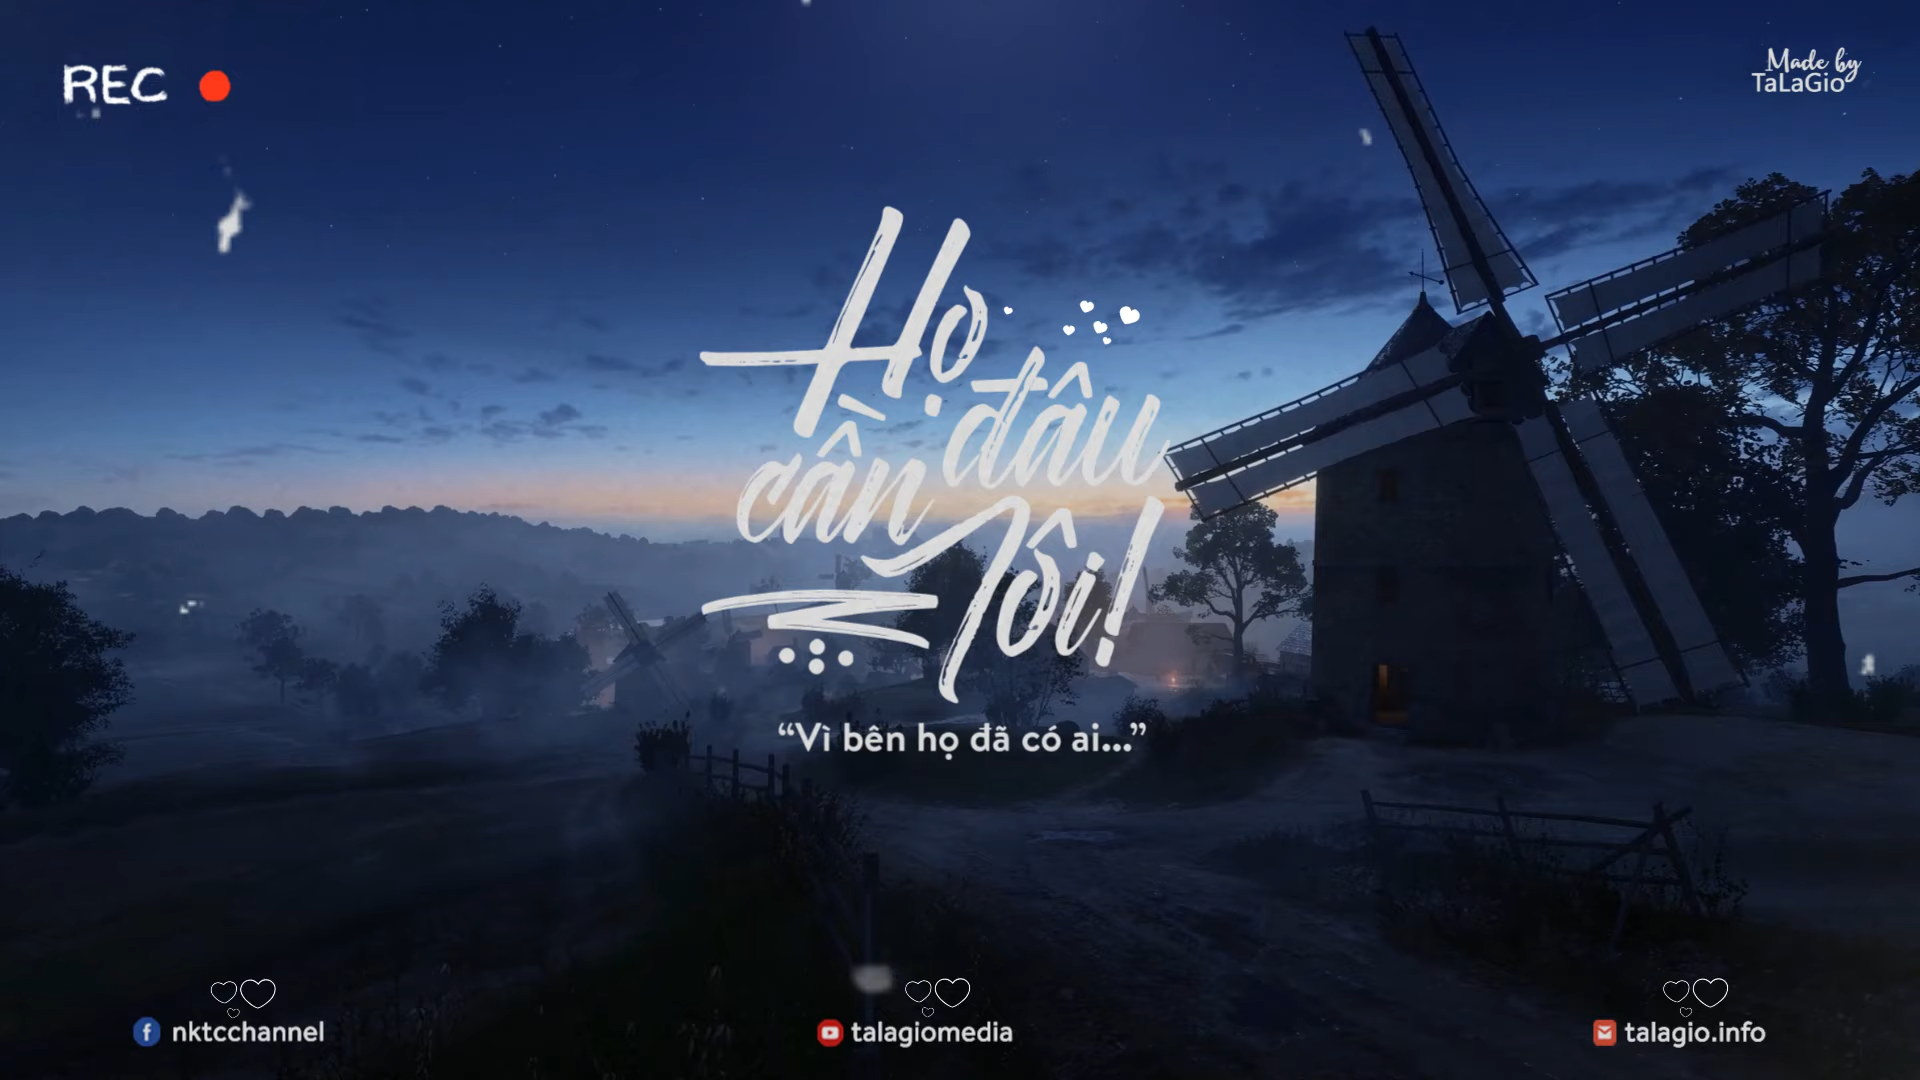 REC
Made by
TaLaGio
Họ
đâu
cần
Tôi!
“Vì bên họ đã có ai...”
nktcchannel
talagiomedia
talagio.info